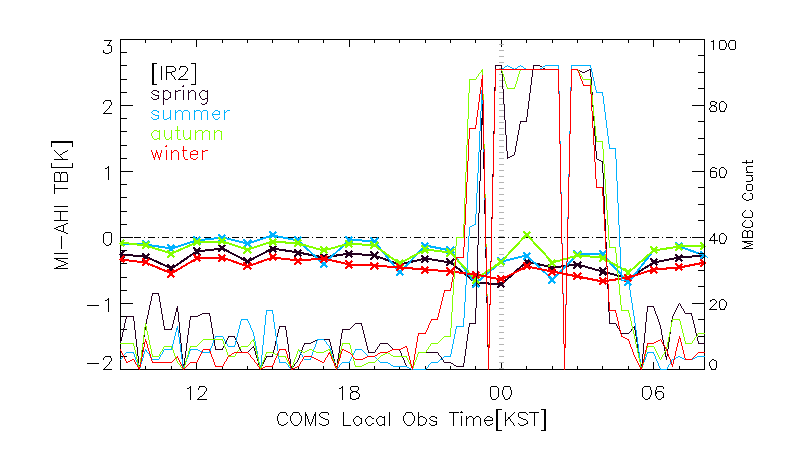 3
2
1
0
−1
−2
MI−AHI TB[K]
[IR2]
spring
summer
autumn
winter
100
80
60
40
20
0
MBCC Count
12
18
00
06
COMS Local Obs Time[KST]